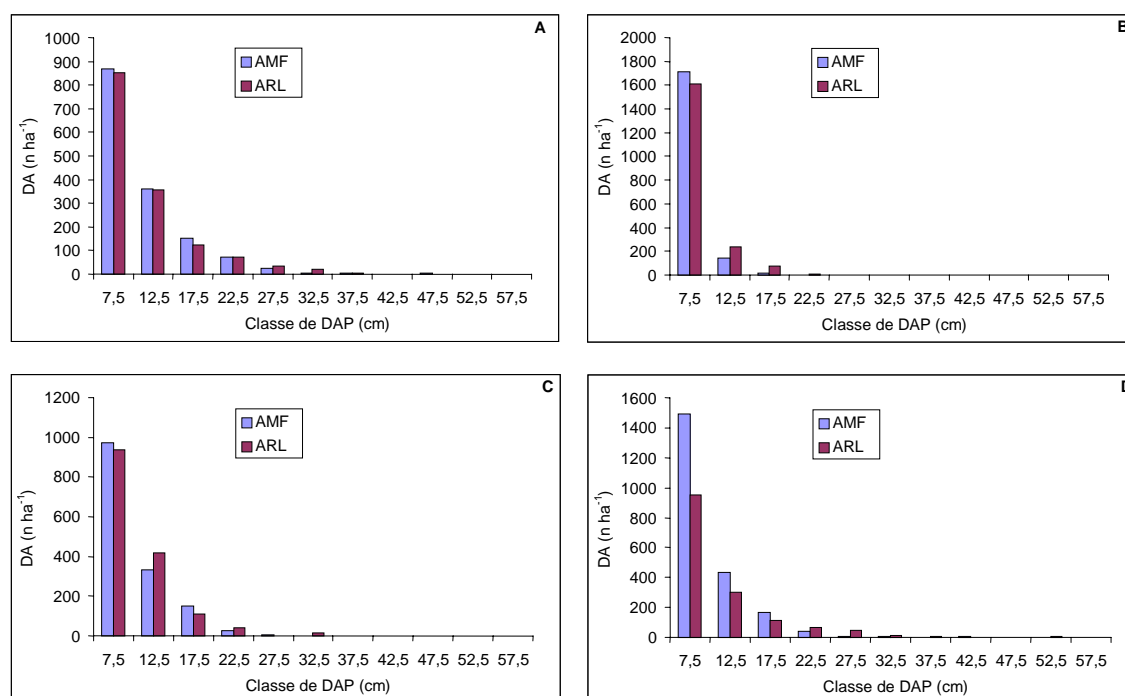 A
1000
900
800
700
600
500
400
300
200
100
0
DA (n ha⁻¹)
AMF
ARL
7,5 12,5 17,5 22,5 27,5 32,5 37,5 42,5 47,5 52,5 57,5
Classe de DAP (cm)
B
2000
1800
1600
1400
1200
1000
800
600
400
200
0
DA (n ha⁻¹)
AMF
ARL
7,5 12,5 17,5 22,5 27,5 32,5 37,5 42,5 47,5 52,5 57,5
Classe de DAP (cm)
C
1200
1000
800
600
400
200
0
DA (n ha⁻¹)
AMF
ARL
7,5 12,5 17,5 22,5 27,5 32,5 37,5 42,5 47,5 52,5 57,5
Classe de DAP (cm)
D
1600
1400
1200
1000
800
600
400
200
0
DA (n ha⁻¹)
AMF
ARL
7,5 12,5 17,5 22,5 27,5 32,5 37,5 42,5 47,5 52,5 57,5
Classe de DAP (cm)